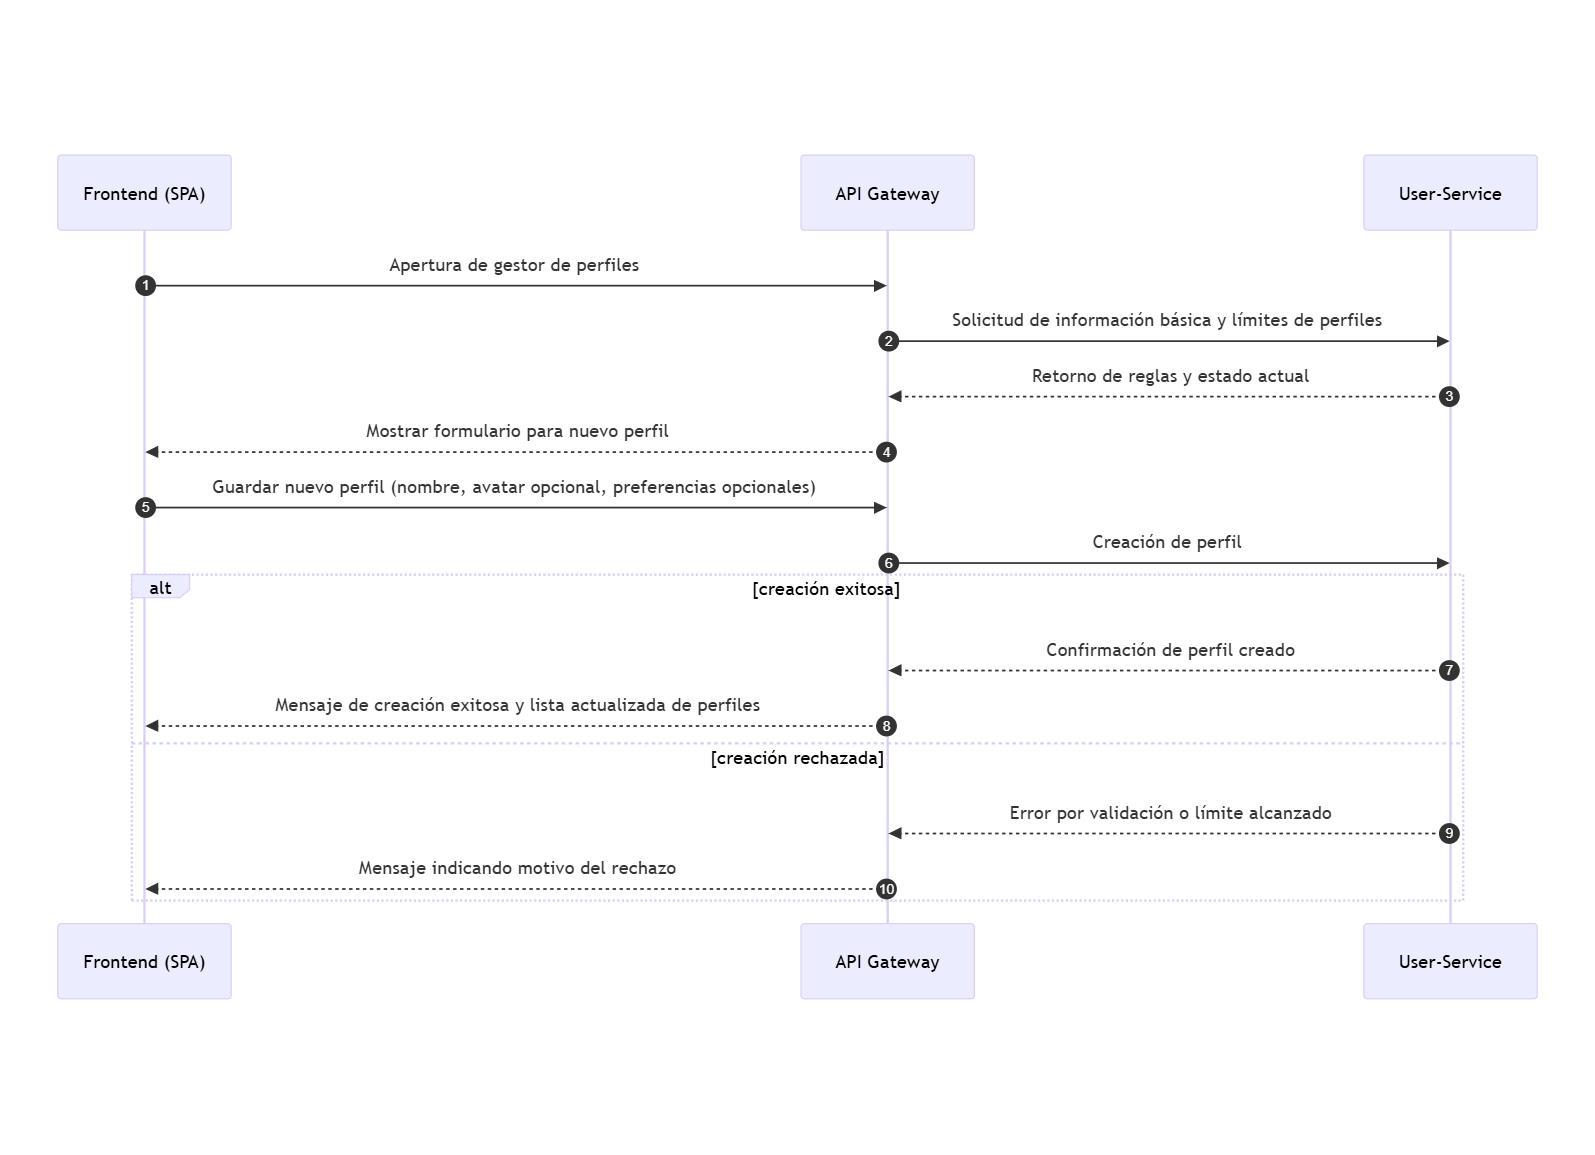 Frontend (SPA)
API Gateway
User-Service
Apertura de gestor de perfiles
1
Solicitud de información básica y límites de perfiles
2
Retorno de reglas y estado actual
3
Mostrar formulario para nuevo perfil
4
Guardar nuevo perfil (nombre, avatar opcional, preferencias opcionales)
5
Creación de perfil
6
alt
[creación exitosa]
Confirmación de perfil creado
7
Mensaje de creación exitosa y lista actualizada de perfiles
8
[creación rechazada]
Error por validación o límite alcanzado
9
Mensaje indicando motivo del rechazo
10
Frontend (SPA)
API Gateway
User-Service